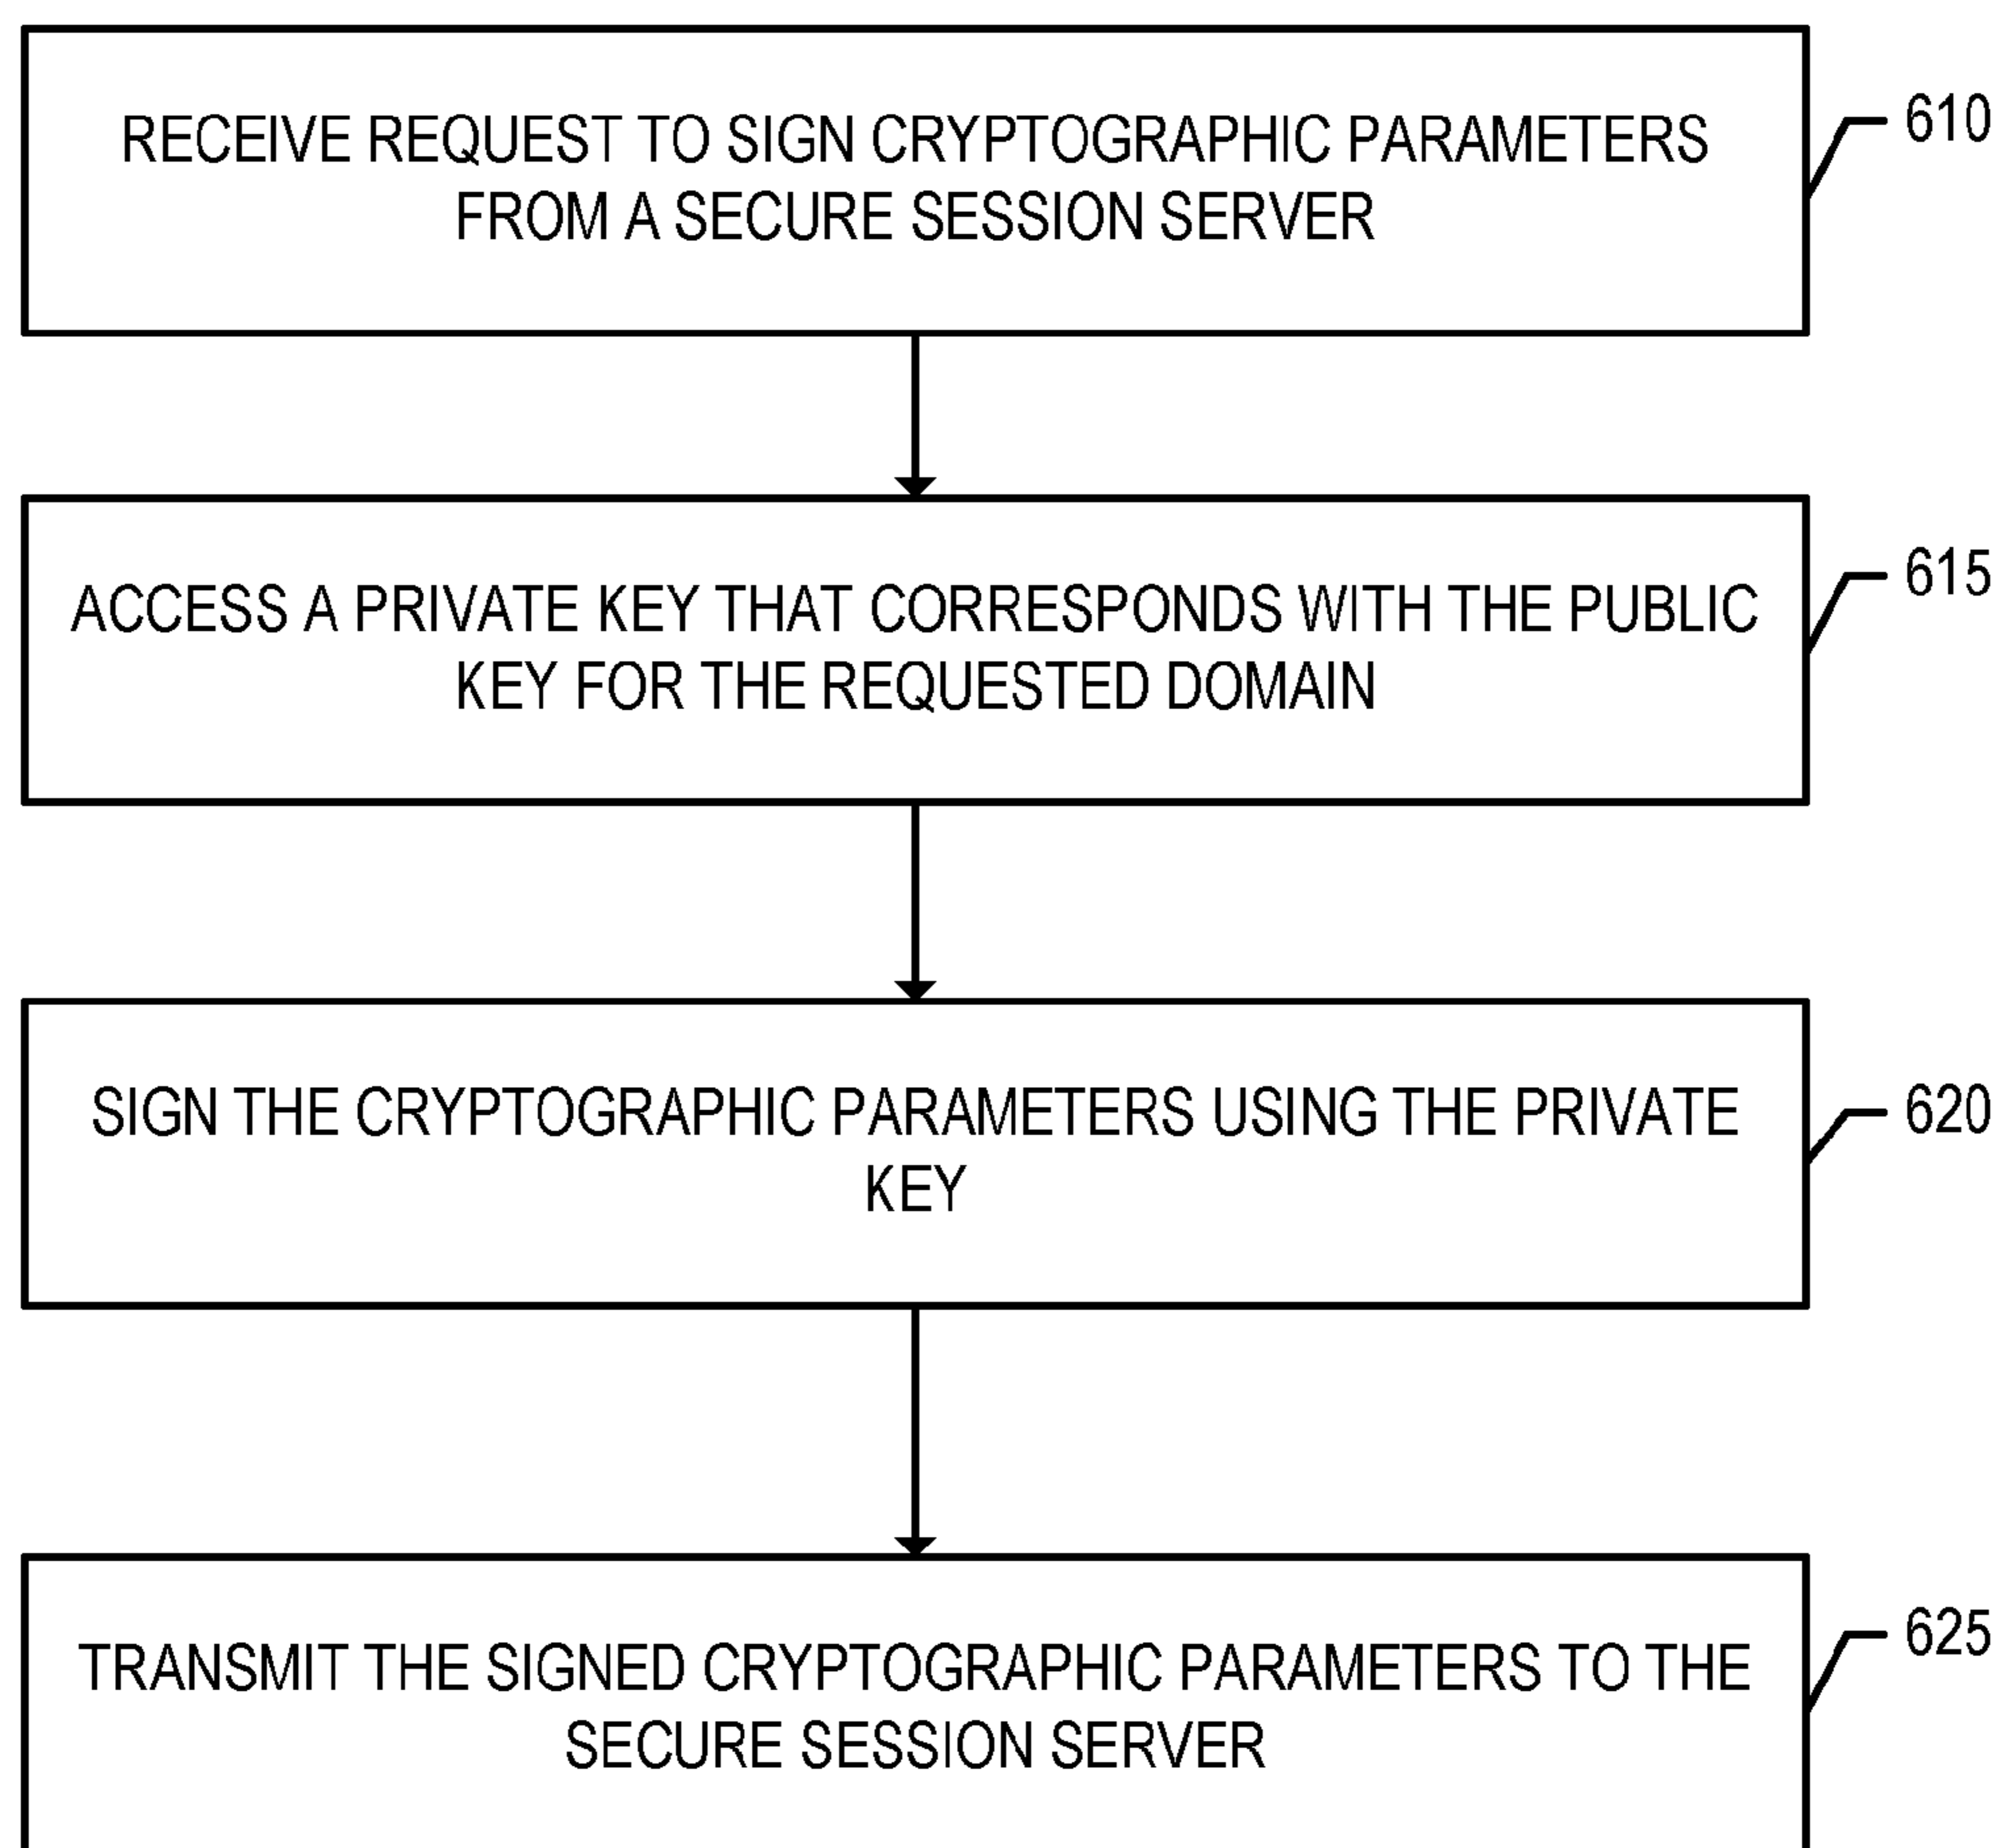 RECEIVE REQUEST TO SIGN CRYPTOGRAPHIC PARAMETERS
FROM A SECURE SESSION SERVER
610
ACCESS A PRIVATE KEY THAT CORRESPONDS WITH THE PUBLIC
KEY FOR THE REQUESTED DOMAIN
615
SIGN THE CRYPTOGRAPHIC PARAMETERS USING THE PRIVATE
KEY
620
TRANSMIT THE SIGNED CRYPTOGRAPHIC PARAMETERS TO THE
SECURE SESSION SERVER
625